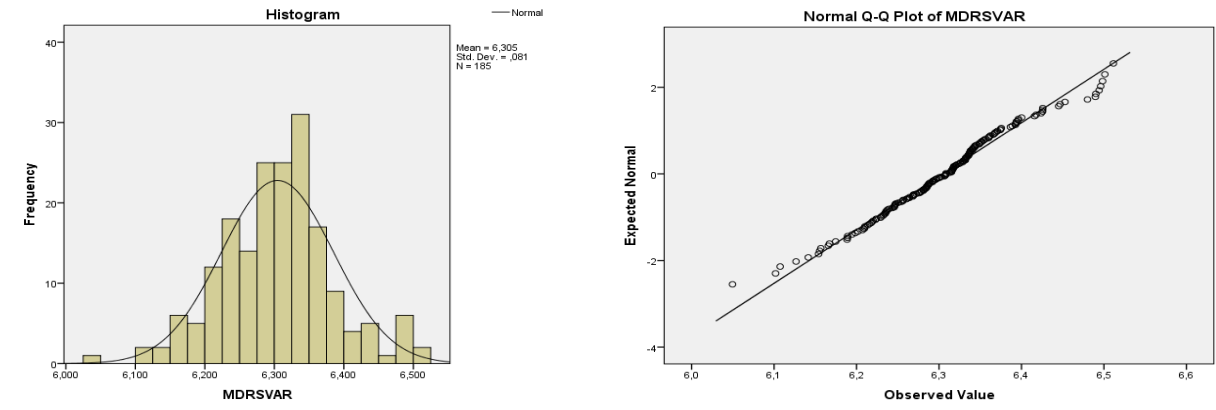 Histogram
Normal
Mean = 6,305
Std. Dev. = ,081
N = 185
Frequency
40
30
20
10
0
6,000 6,100 6,200 6,300 6,400 6,500
MDRSVAR
Normal Q-Q Plot of MDRSVAR
Expected Normal
2
0
-2
-4
6,0 6,1 6,2 6,3 6,4 6,5 6,6
Observed Value